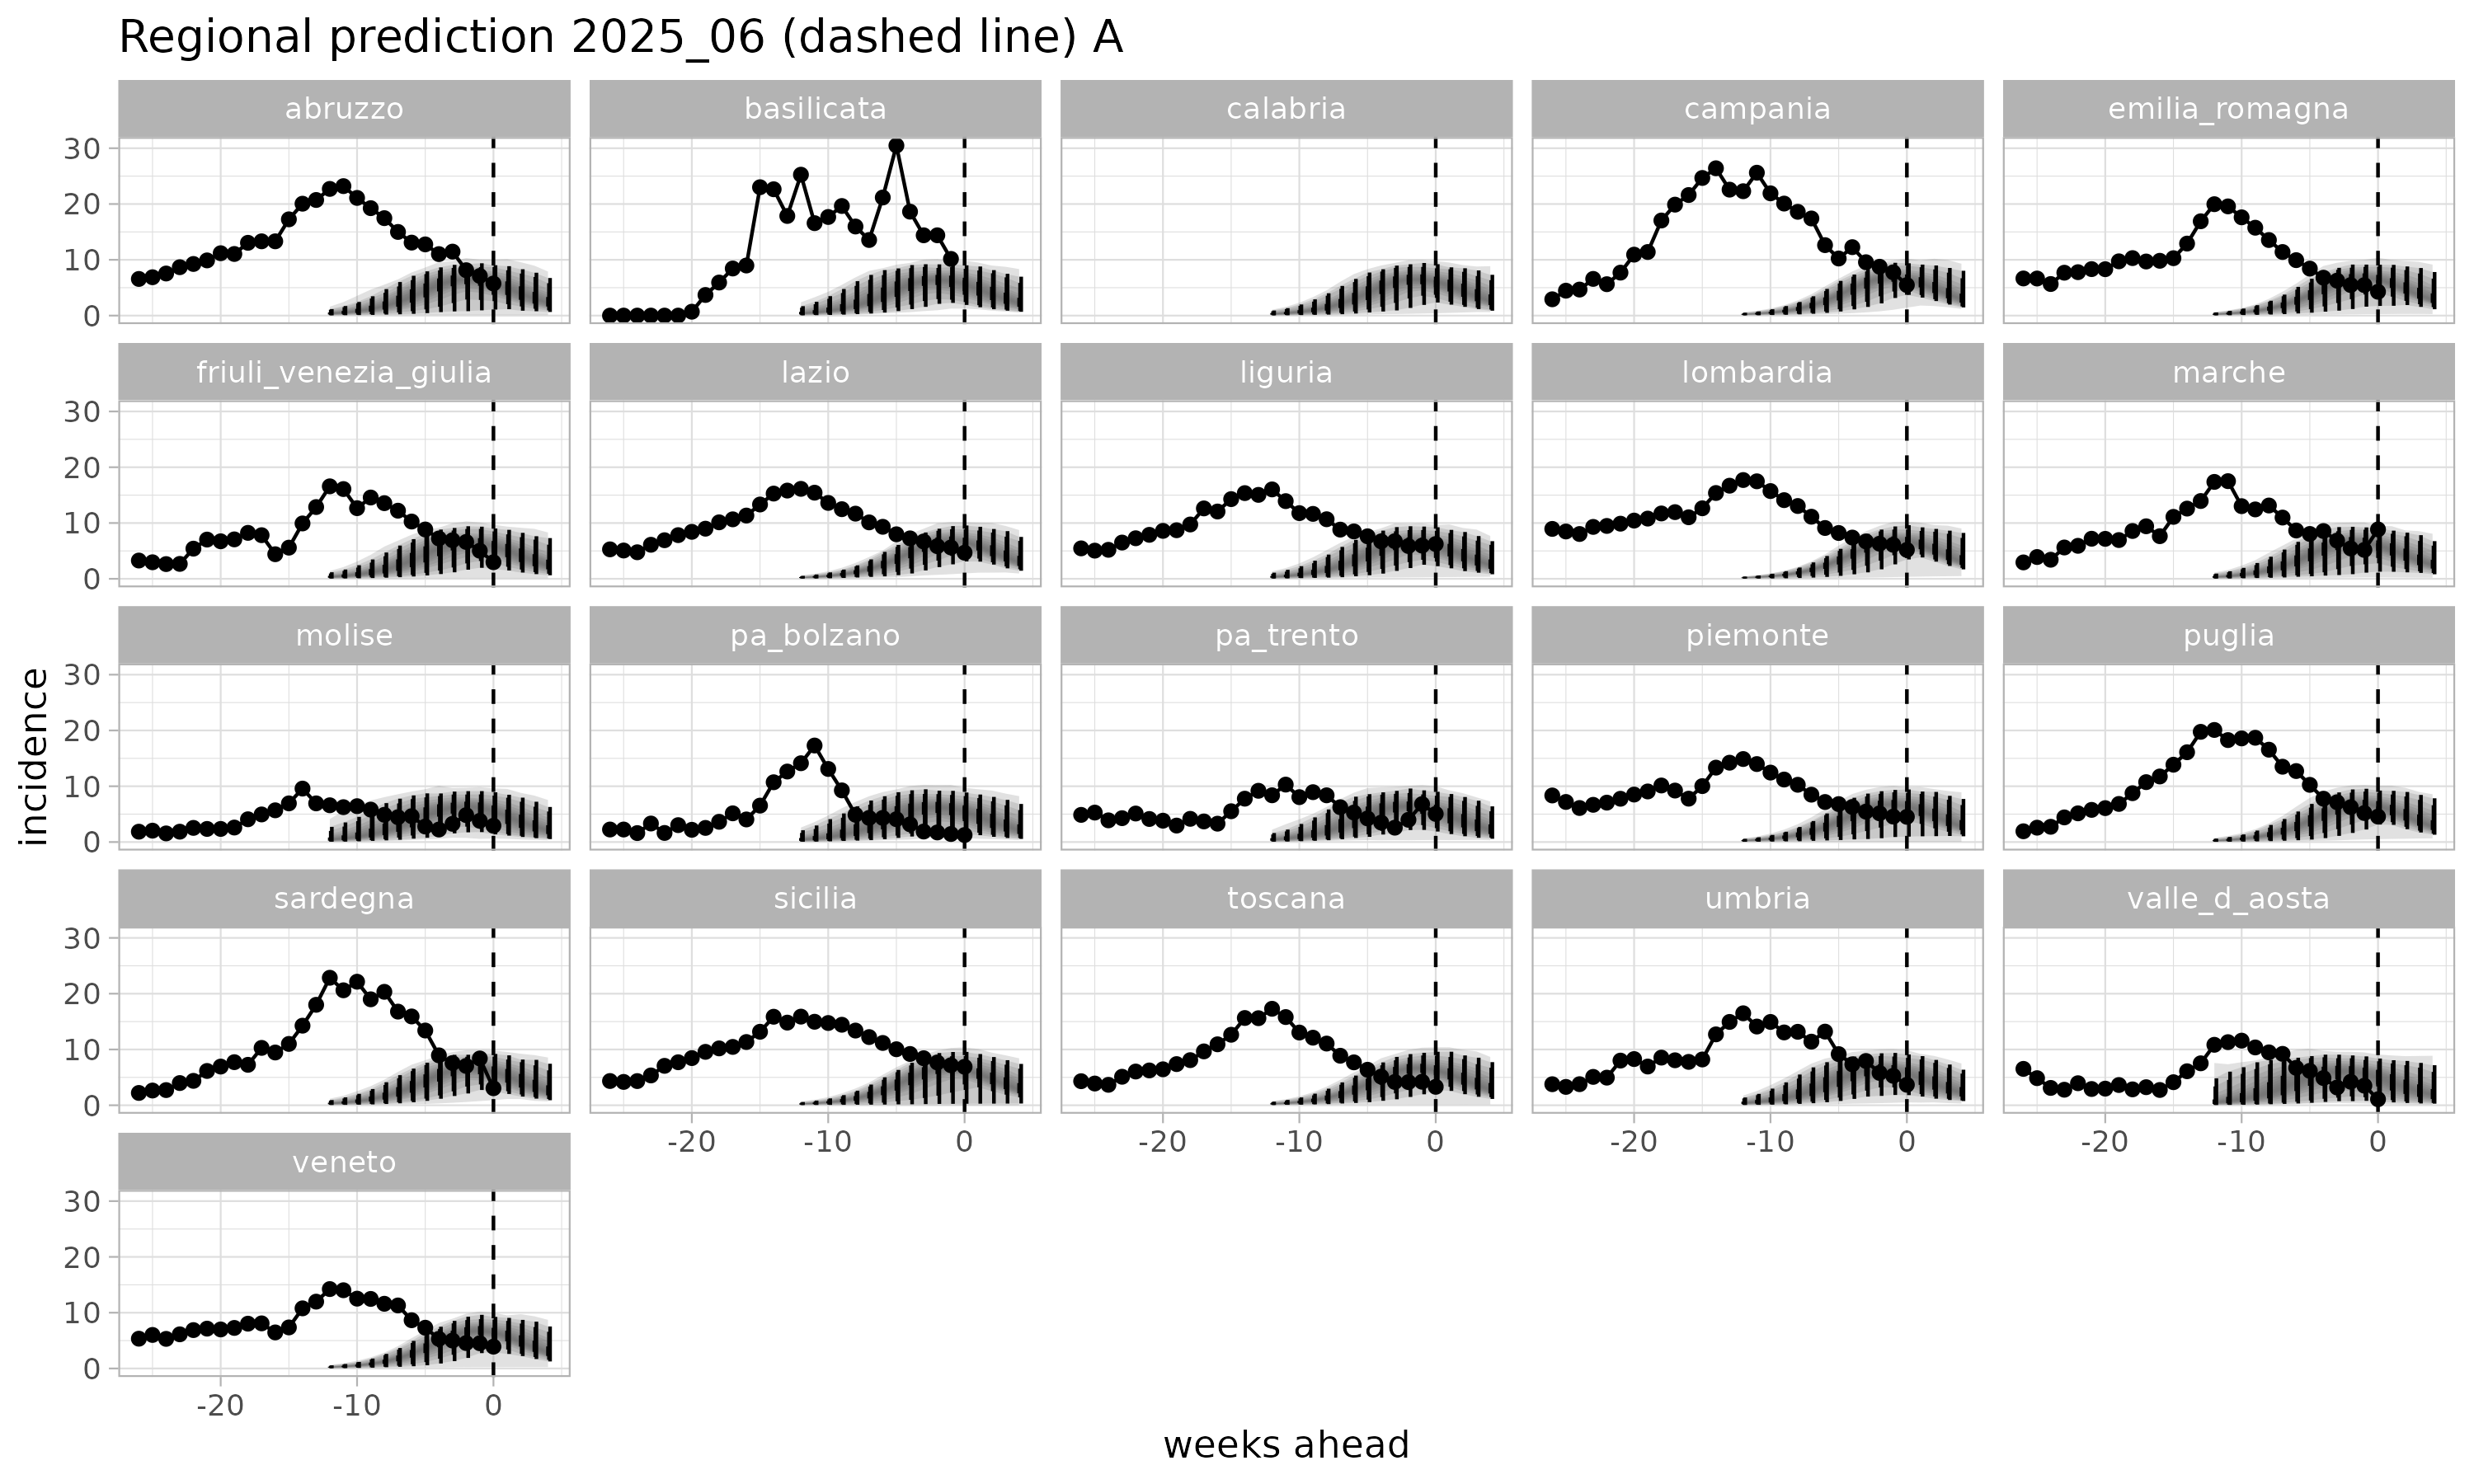 Regional prediction 2025_06 (dashed line) A
abruzzo
basilicata
calabria
campania
emilia_romagna
30
20
10
0
friuli_venezia_giulia
lazio
liguria
lombardia
marche
30
20
10
0
molise
pa_bolzano
pa_trento
piemonte
puglia
30
20
10
0
incidence
sardegna
sicilia
toscana
umbria
valle_d_aosta
30
20
10
0
-20 -10 0
-20 -10 0
-20 -10 0
-20 -10 0
veneto
30
20
10
0
-20 -10 0
weeks ahead